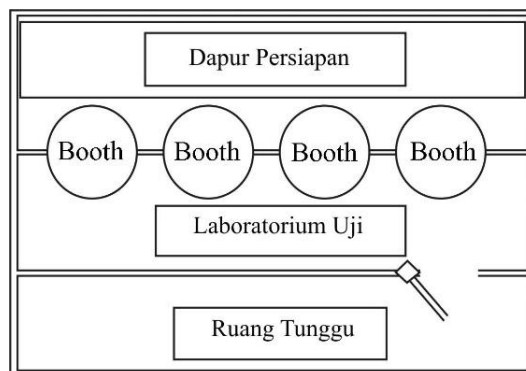 Dapur Persiapan
Booth Booth Booth Booth
Laboratorium Uji
Ruang Tunggu